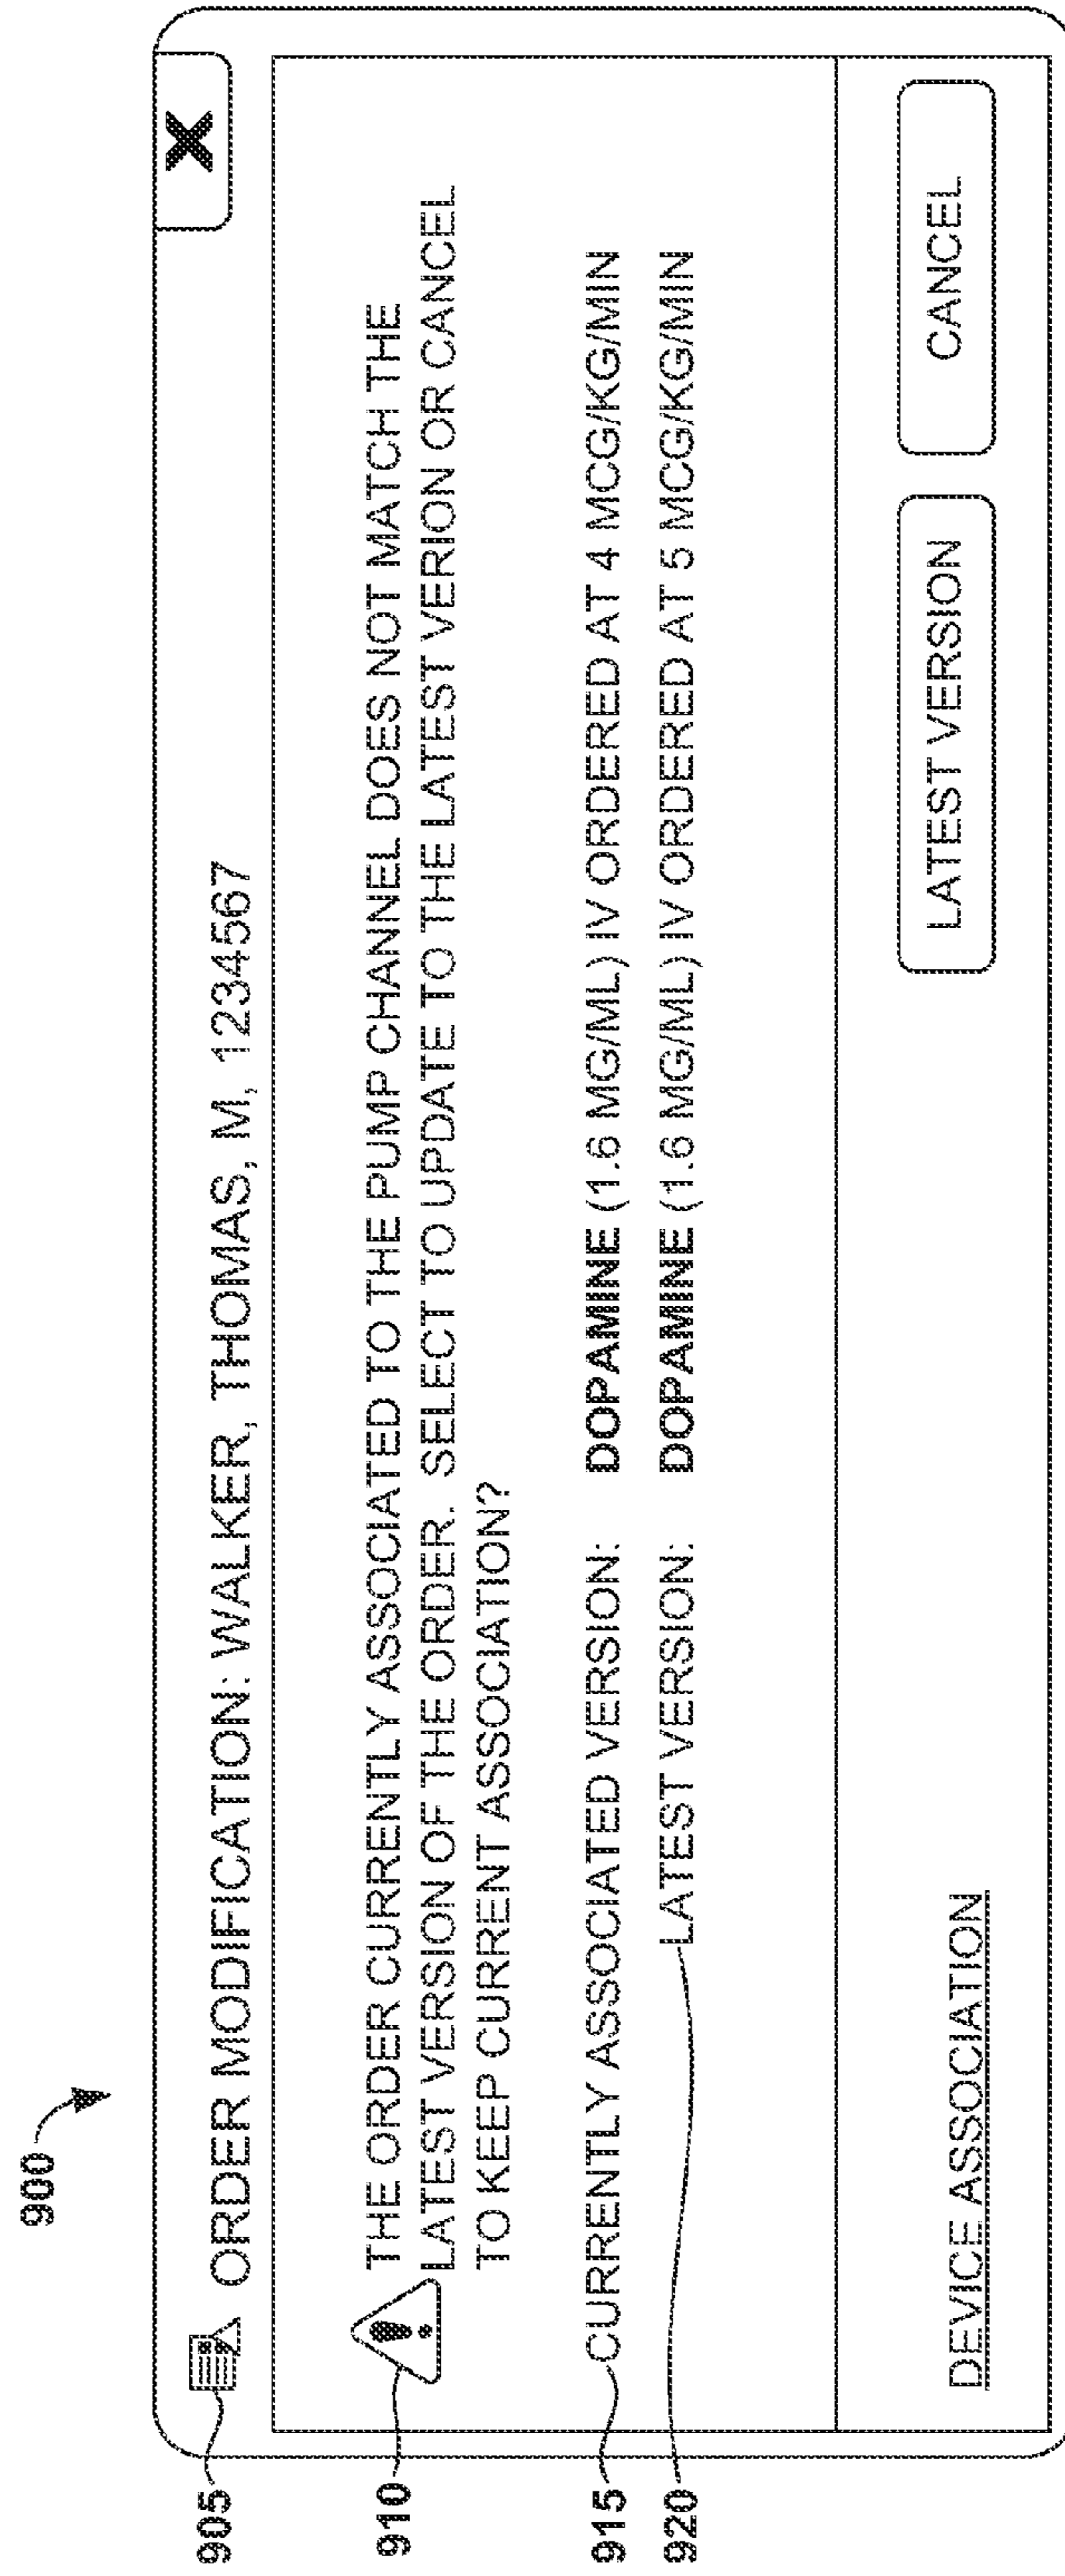 900
905 ORDER MODIFICATION: WALKER, THOMAS, M, 1234567
X
910 THE ORDER CURRENTLY ASSOCIATED TO THE PUMP CHANNEL DOES NOT MATCH THE
LATEST VERSION OF THE ORDER. SELECT TO UPDATE TO THE LATEST VERION OR CANCEL
TO KEEP CURRENT ASSOCIATION?
915 CURRENTLY ASSOCIATED VERSION: DOPAMINE (1.6 MG/ML) IV ORDERED AT 4 MCG/KG/MIN
920 LATEST VERSION: DOPAMINE (1.6 MG/ML) IV ORDERED AT 5 MCG/KG/MIN
DEVICE ASSOCIATION LATEST VERSION CANCEL